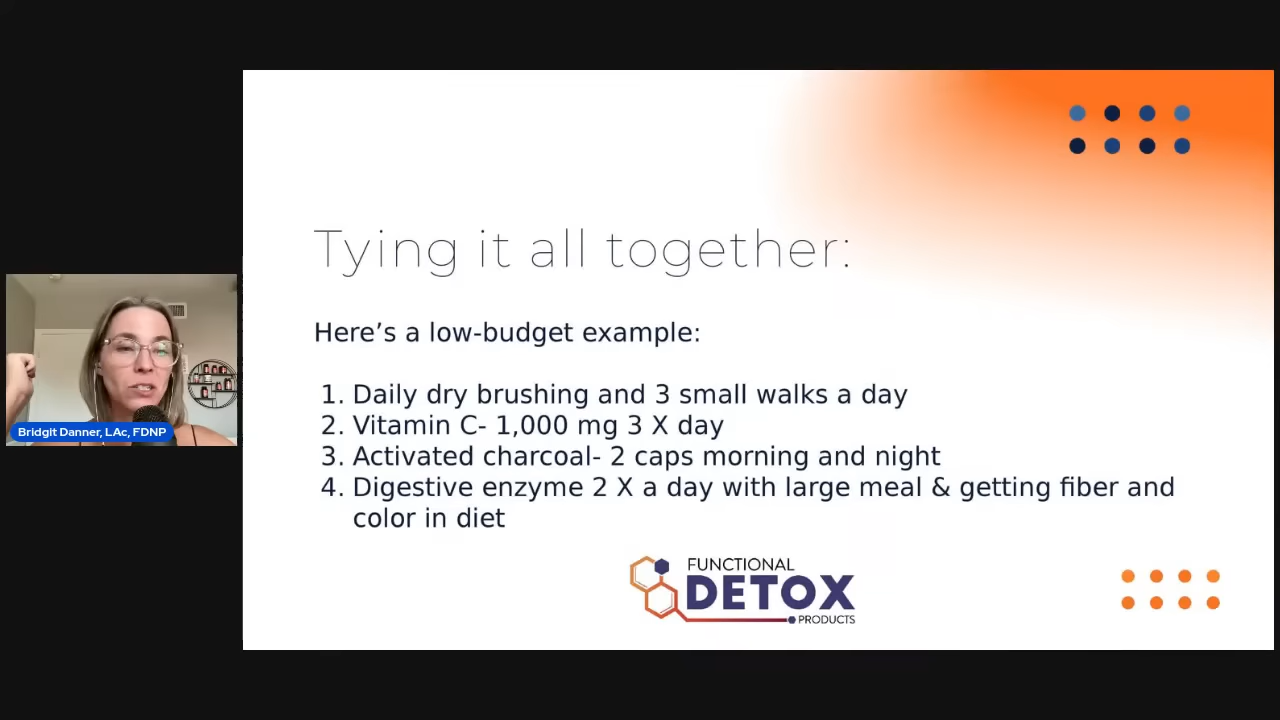 Tying it all together:
Here’s a low-budget example:
1. Daily dry brushing and 3 small walks a day
2. Vitamin C- 1,000 mg 3 X day
3. Activated charcoal- 2 caps morning and night
4. Digestive enzyme 2 X a day with large meal & getting fiber and
color in diet
Bridgit Danner, LAc, FDNP
FUNCTIONAL
DETOX
PRODUCTS